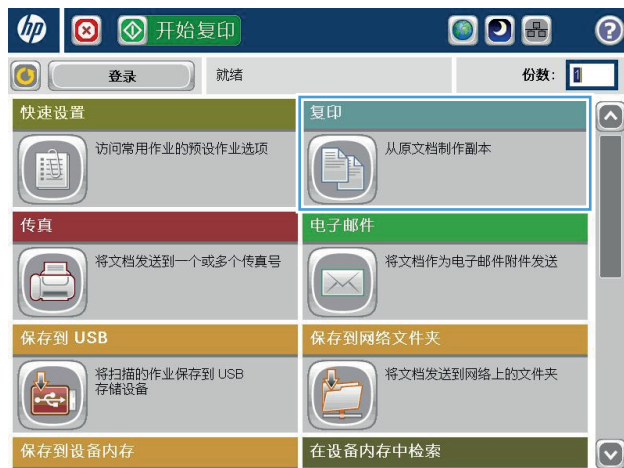 hp
开始复印
?
登录
就绪
份数:
1
快速设置
访问常用作业的预设作业选项
复印
从原文档制作副本
传真
将文档发送到一个或多个传真号
电子邮件
将文档作为电子邮件附件发送
保存到 USB
将扫描的作业保存到 USB
存储设备
保存到网络文件夹
将文档发送到网络上的文件夹
保存到设备内存
在设备内存中检索